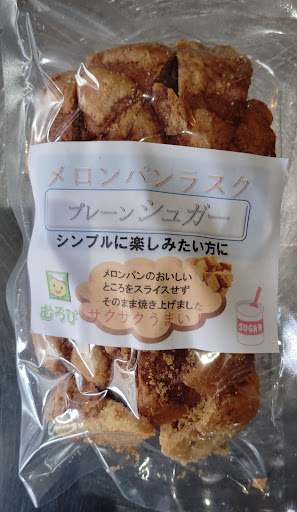 メロンパンラスク
プレーンシュガー
シンプルに楽しみたい方に
メロンパンのおいしい
ところをスライスせず
そのまま焼き上げました
むろぴ サクサクうまい
SUGAR